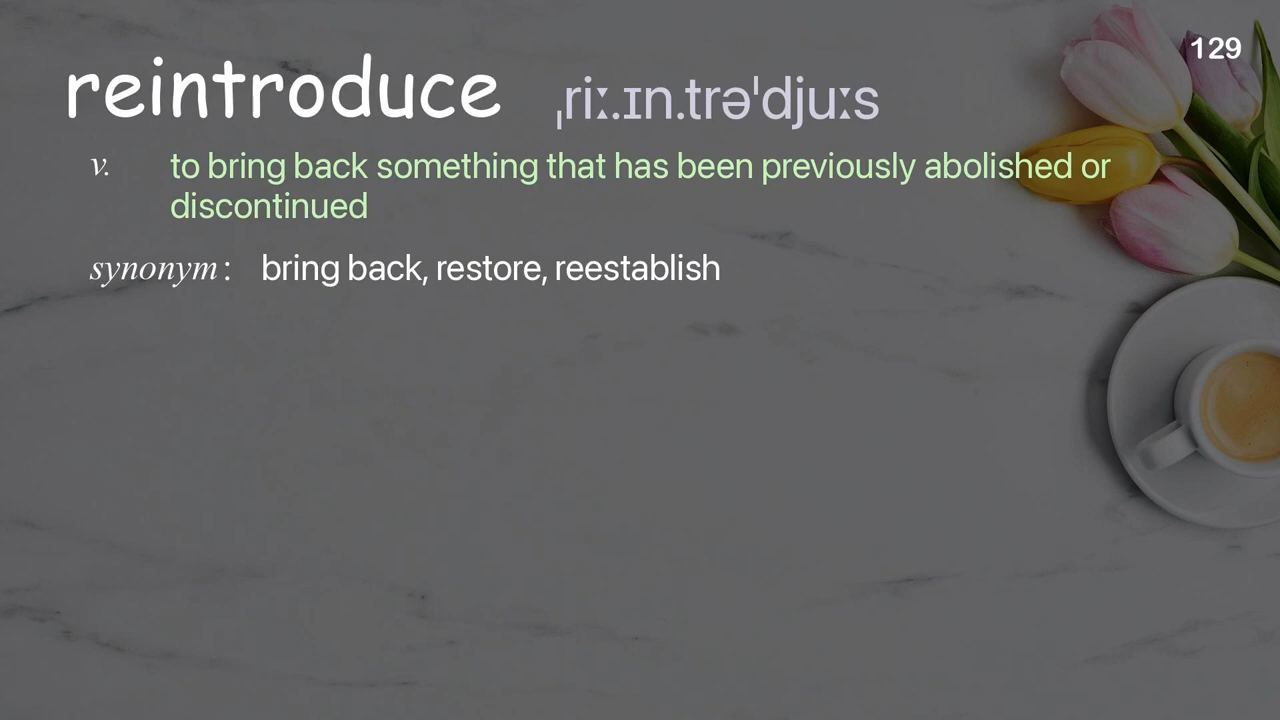 129
reintroduce ˌriː.ɪn.trəˈdjuːs
v. to bring back something that has been previously abolished or
discontinued
synonym: bring back, restore, reestablish